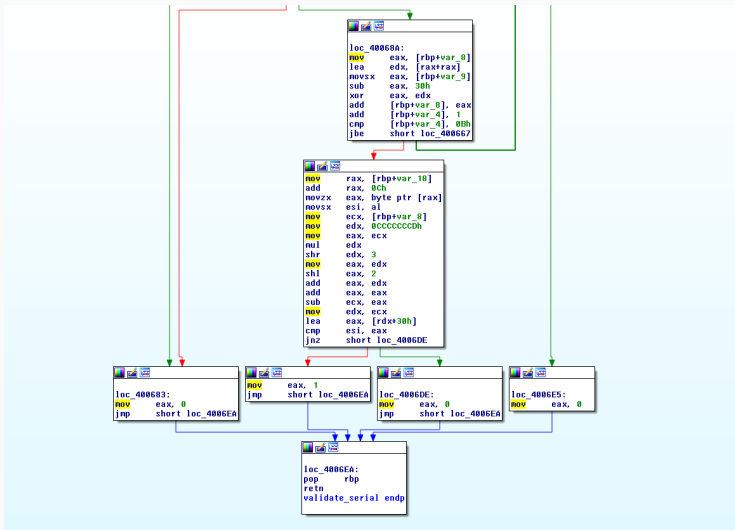 loc_40068A:
mov eax, [rbp+var_8]
lea edx, [rax+rax]
movsx eax, [rbp+var_9]
sub eax, 30h
xor eax, edx
add [rbp+var_8], eax
add [rbp+var_4], 1
cmp [rbp+var_4], 0Bh
jbe short loc_400667
mov rax, [rbp+var_18]
add rax, 0Ch
movzx eax, byte ptr [rax]
movsx esi, al
mov ecx, [rbp+var_8]
mov edx, 0CCCCCCCDh
mov eax, ecx
mul edx
shr edx, 3
mov eax, edx
shl eax, 2
add eax, edx
add eax, eax
sub ecx, eax
mov edx, ecx
lea eax, [rdx+30h]
cmp esi, eax
jnz short loc_4006DE
loc_400683:
mov eax, 0
jmp short loc_4006EA
mov eax, 1
jmp short loc_4006EA
loc_4006DE:
mov eax, 0
jmp short loc_4006EA
loc_4006E5:
mov eax, 0
loc_4006EA:
pop rbp
retn
validate_serial endp